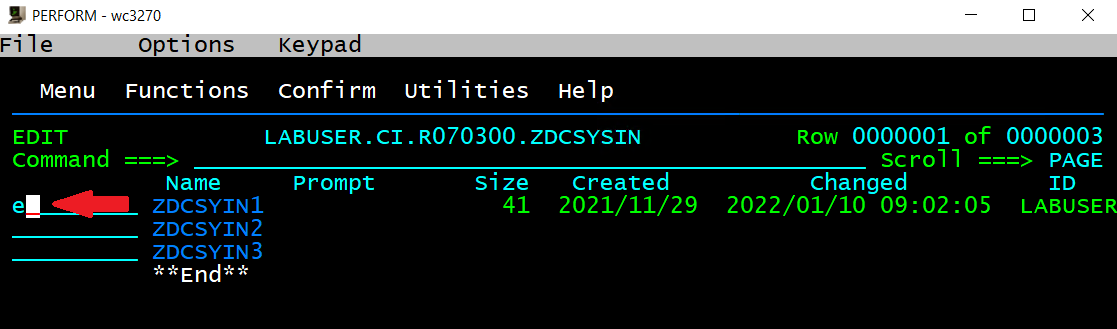 PERFORM - wc3270
File Options Keypad
Menu Functions Confirm Utilities Help
EDIT LABUSER.CI.R070300.ZDCSYSIN Row 0000001 of 0000003
Command ===> Scroll ===> PAGE
Name Prompt Size Created Changed ID
e ZDCSYIN1 41 2021/11/29 2022/01/10 09:02:05 LABUSER
ZDCSYIN2
ZDCSYIN3
**End**